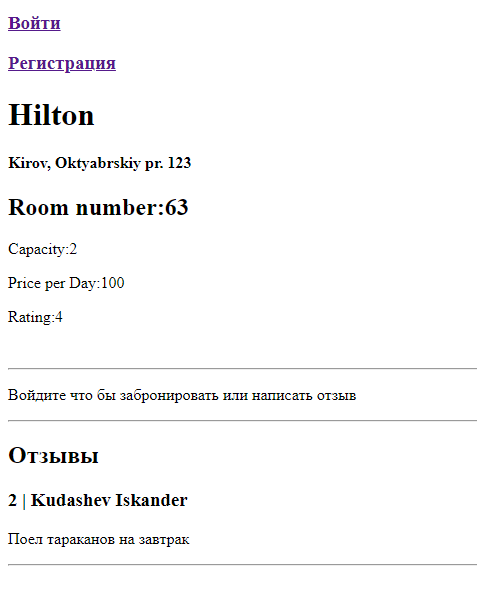 Войти
Регистрация
Hilton
Kirov, Oktyabrskiy pr. 123
Room number:63
Capacity:2
Price per Day:100
Rating:4
Войдите что бы забронировать или написать отзыв
Отзывы
2 | Kudashev Iskander
Поел тараканов на завтрак